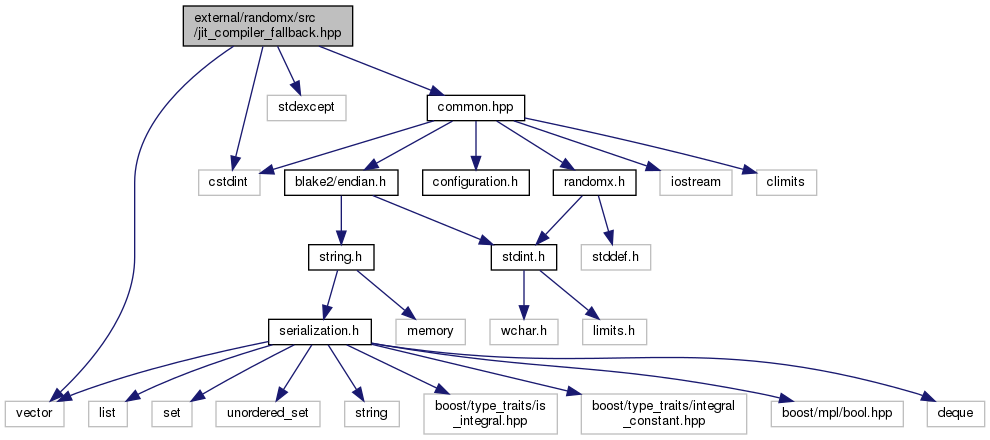 external/randomx/src
/jit_compiler_fallback.hpp
stdexcept
common.hpp
cstdint
blake2/endian.h
configuration.h
randomx.h
iostream
climits
string.h
stdint.h
stddef.h
serialization.h
memory
wchar.h
limits.h
vector
list
set
unordered_set
string
boost/type_traits/is
_integral.hpp
boost/type_traits/integral
_constant.hpp
boost/mpl/bool.hpp
deque